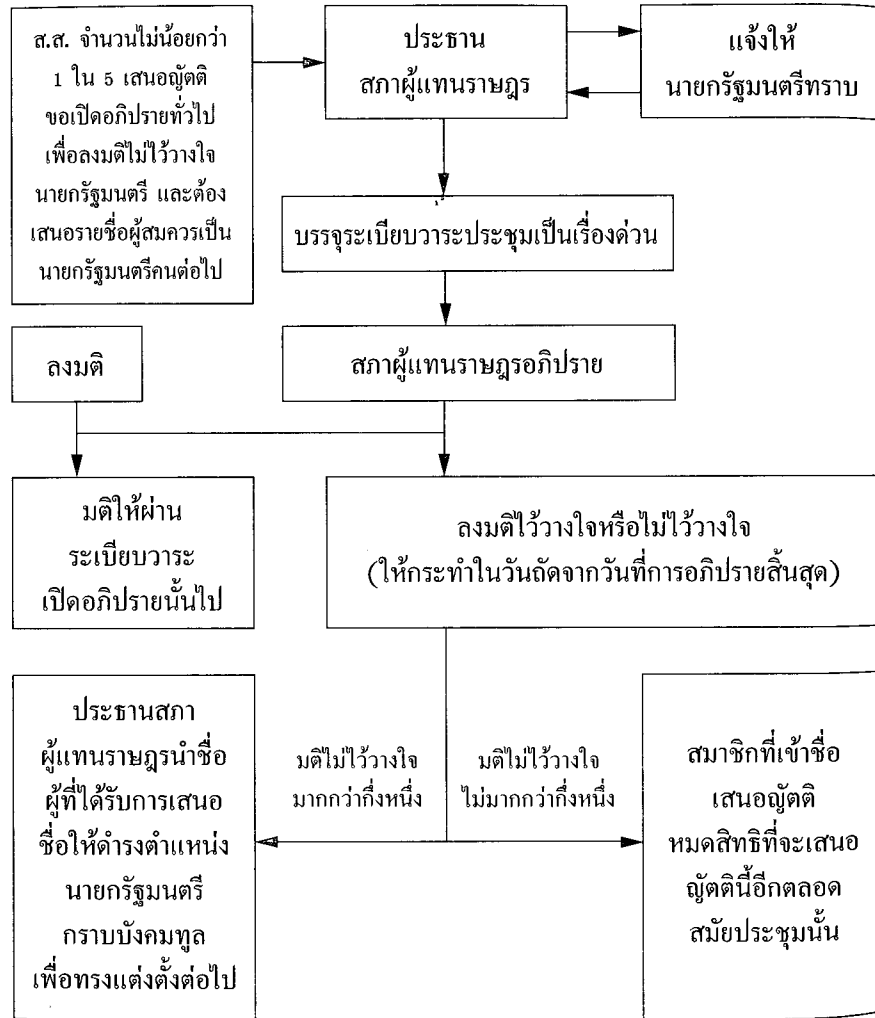 ส.ส. จำนวนไม่น้อยกว่า
1 ใน 5 เสนอญัตติ
ขอเปิดอภิปรายทั่วไป
เพื่อลงมติไม่ไว้วางใจ
นายกรัฐมนตรี และต้อง
เสนอรายชื่อผู้สมควรเป็น
นายกรัฐมนตรีคนต่อไป
ประธาน
สภาผู้แทนราษฎร
แจ้งให้
นายกรัฐมนตรีทราบ
บรรจุระเบียบวาระประชุมเป็นเรื่องด่วน
ลงมติ
สภาผู้แทนราษฎรอภิปราย
มติให้ผ่าน
ระเบียบวาระ
เปิดอภิปรายนั้นไป
ลงมติไว้วางใจหรือไม่ไว้วางใจ
(ให้กระทำในวันถัดจากวันที่การอภิปรายสิ้นสุด)
ประธานสภา
ผู้แทนราษฎรนำชื่อ
ผู้ที่ได้รับการเสนอ
ชื่อให้ดำรงตำแหน่ง
นายกรัฐมนตรี
กราบบังคมทูล
เพื่อทรงแต่งตั้งต่อไป
มติไม่ไว้วางใจ
มากกว่ากึ่งหนึ่ง
มติไม่ไว้วางใจ
ไม่มากกว่ากึ่งหนึ่ง
สมาชิกที่เข้าชื่อ
เสนอญัตติ
หมดสิทธิที่จะเสนอ
ญัตตินี้อีกตลอด
สมัยประชุมนั้น